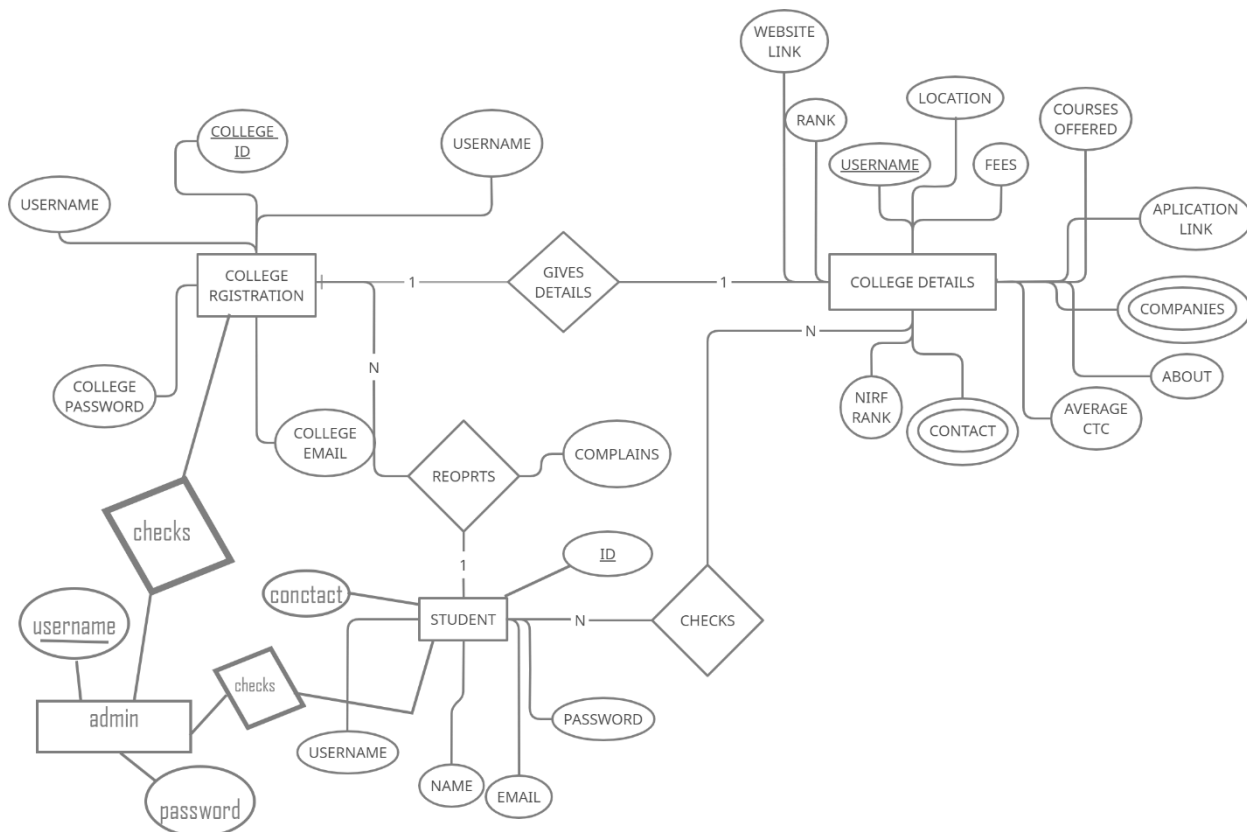 WEBSITE
LINK
LOCATION
COURSES
OFFERED
RANK
COLLEGE
ID
USERNAME
USERNAME
FEES
USERNAME
APLICATION
LINK
COLLEGE
RGISTRATION
1
GIVES
DETAILS
1
COLLEGE DETAILS
COMPANIES
N
N
ABOUT
COLLEGE
PASSWORD
NIRF
RANK
AVERAGE
CTC
CONTACT
COLLEGE
EMAIL
REOPRTS
COMPLAINS
checks
ID
1
conctact
STUDENT
N
CHECKS
username
checks
admin
PASSWORD
USERNAME
NAME
EMAIL
password